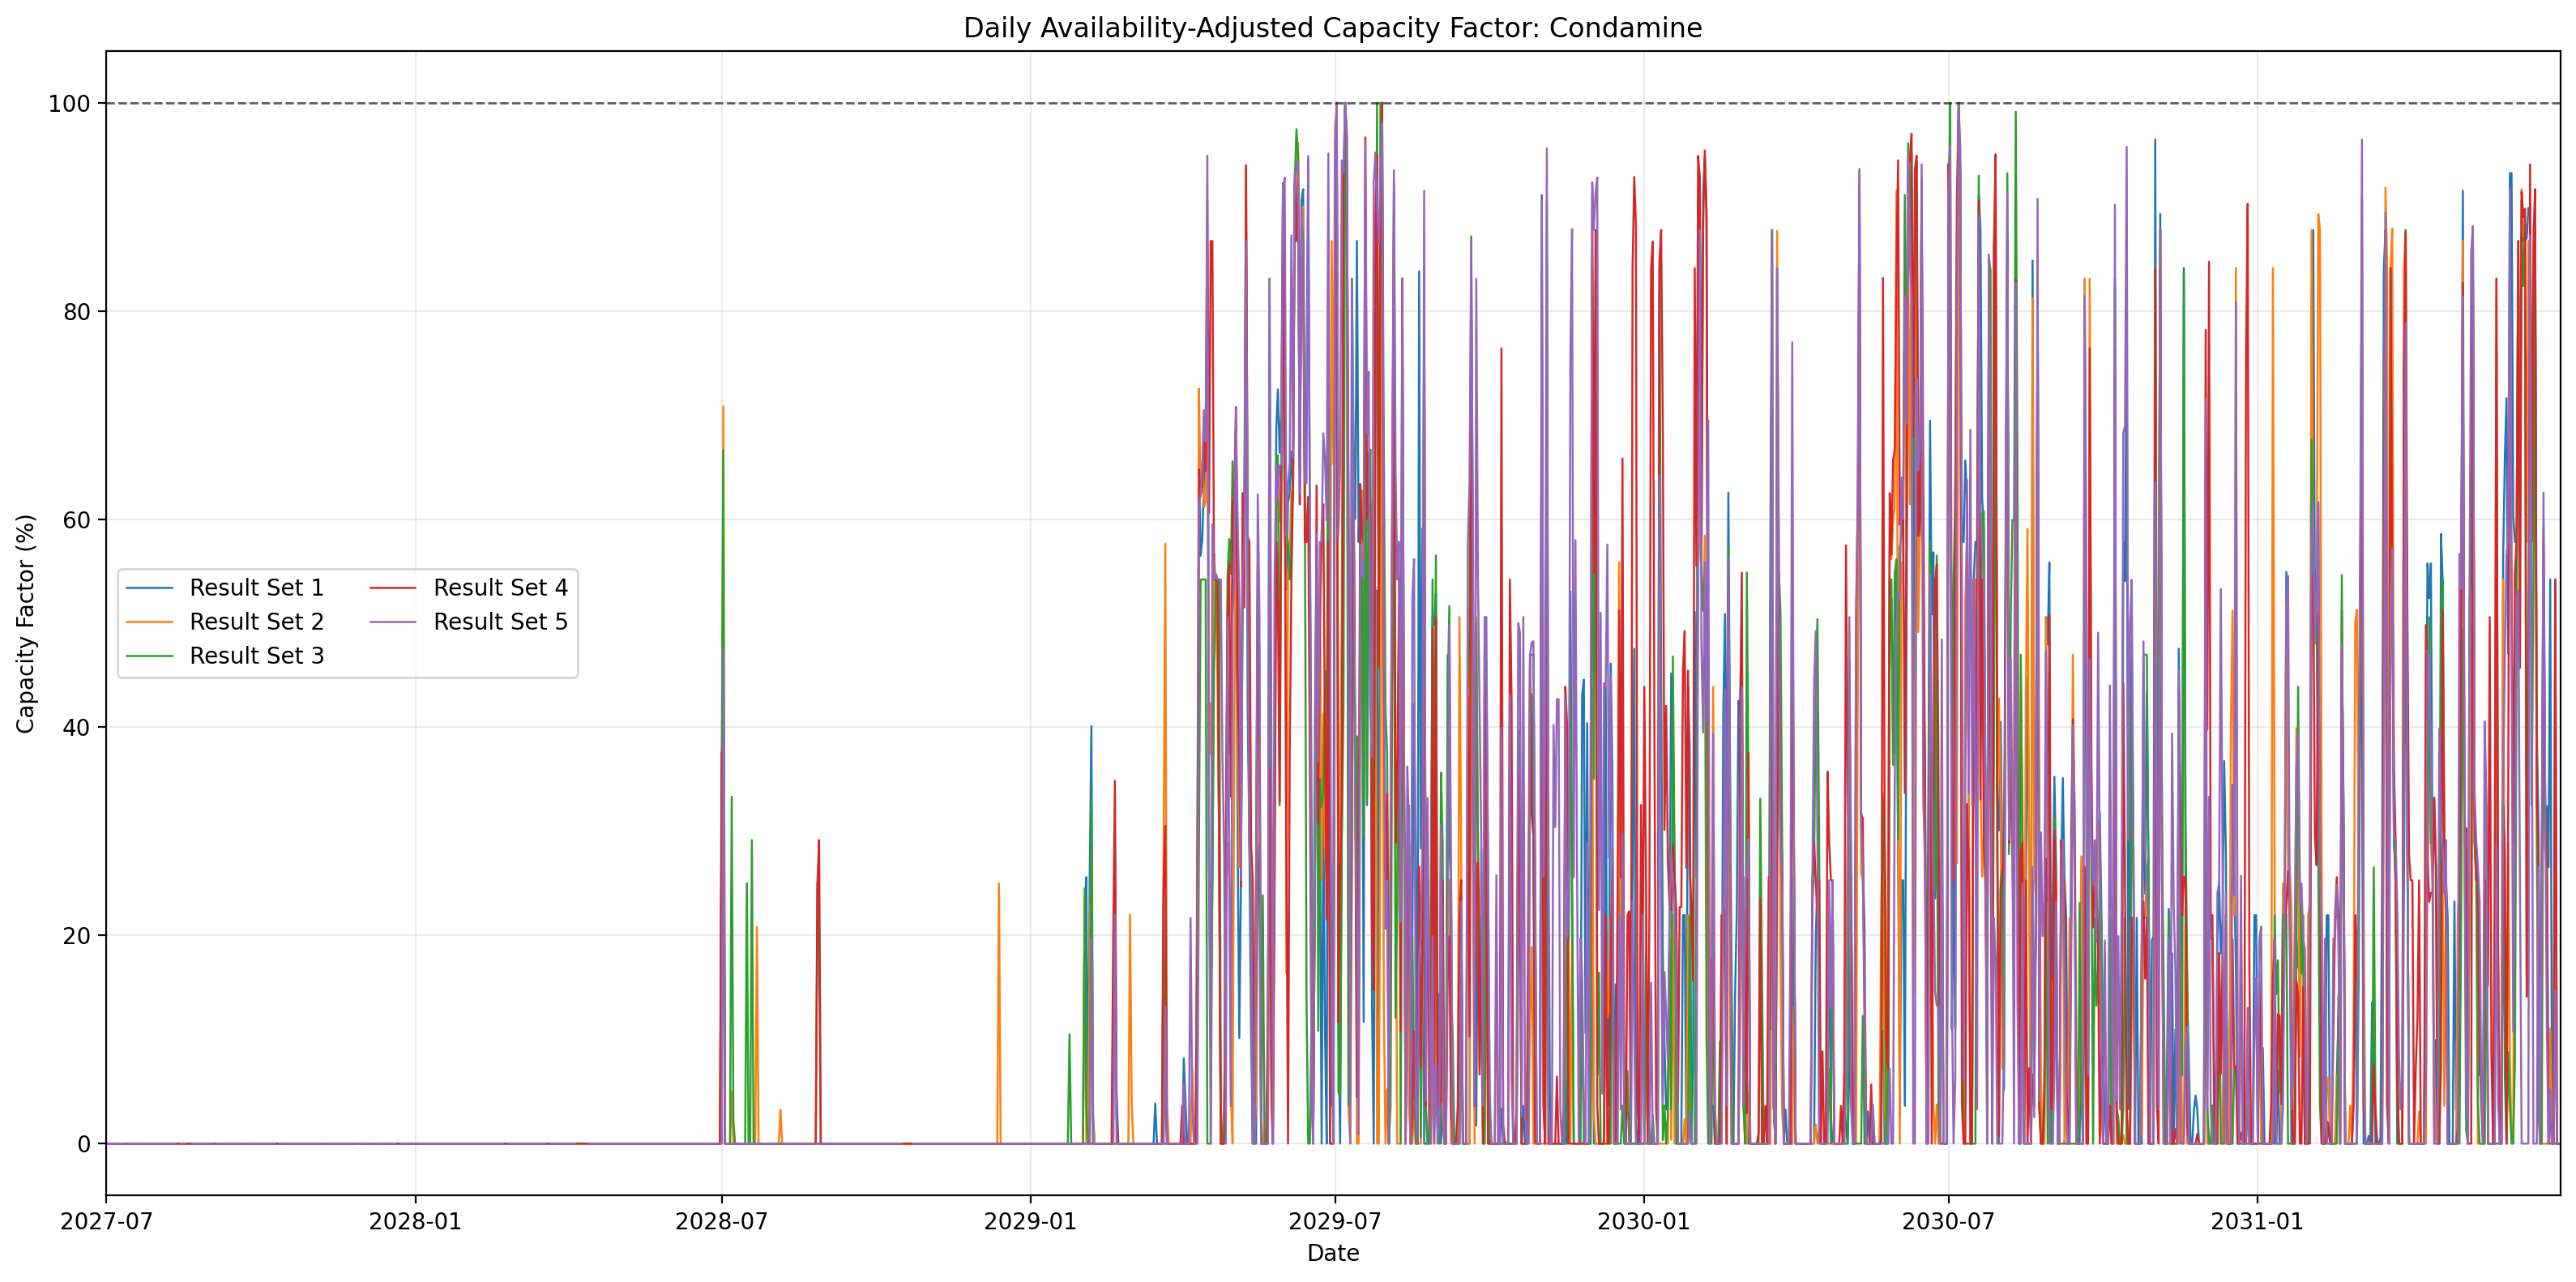 Daily Availability-Adjusted Capacity Factor: Condamine
Capacity Factor (%)
100
80
60
40
20
0
Result Set 1
Result Set 2
Result Set 3
Result Set 4
Result Set 5
2027-07
2028-01
2028-07
2029-01
2029-07
2030-01
2030-07
2031-01
Date